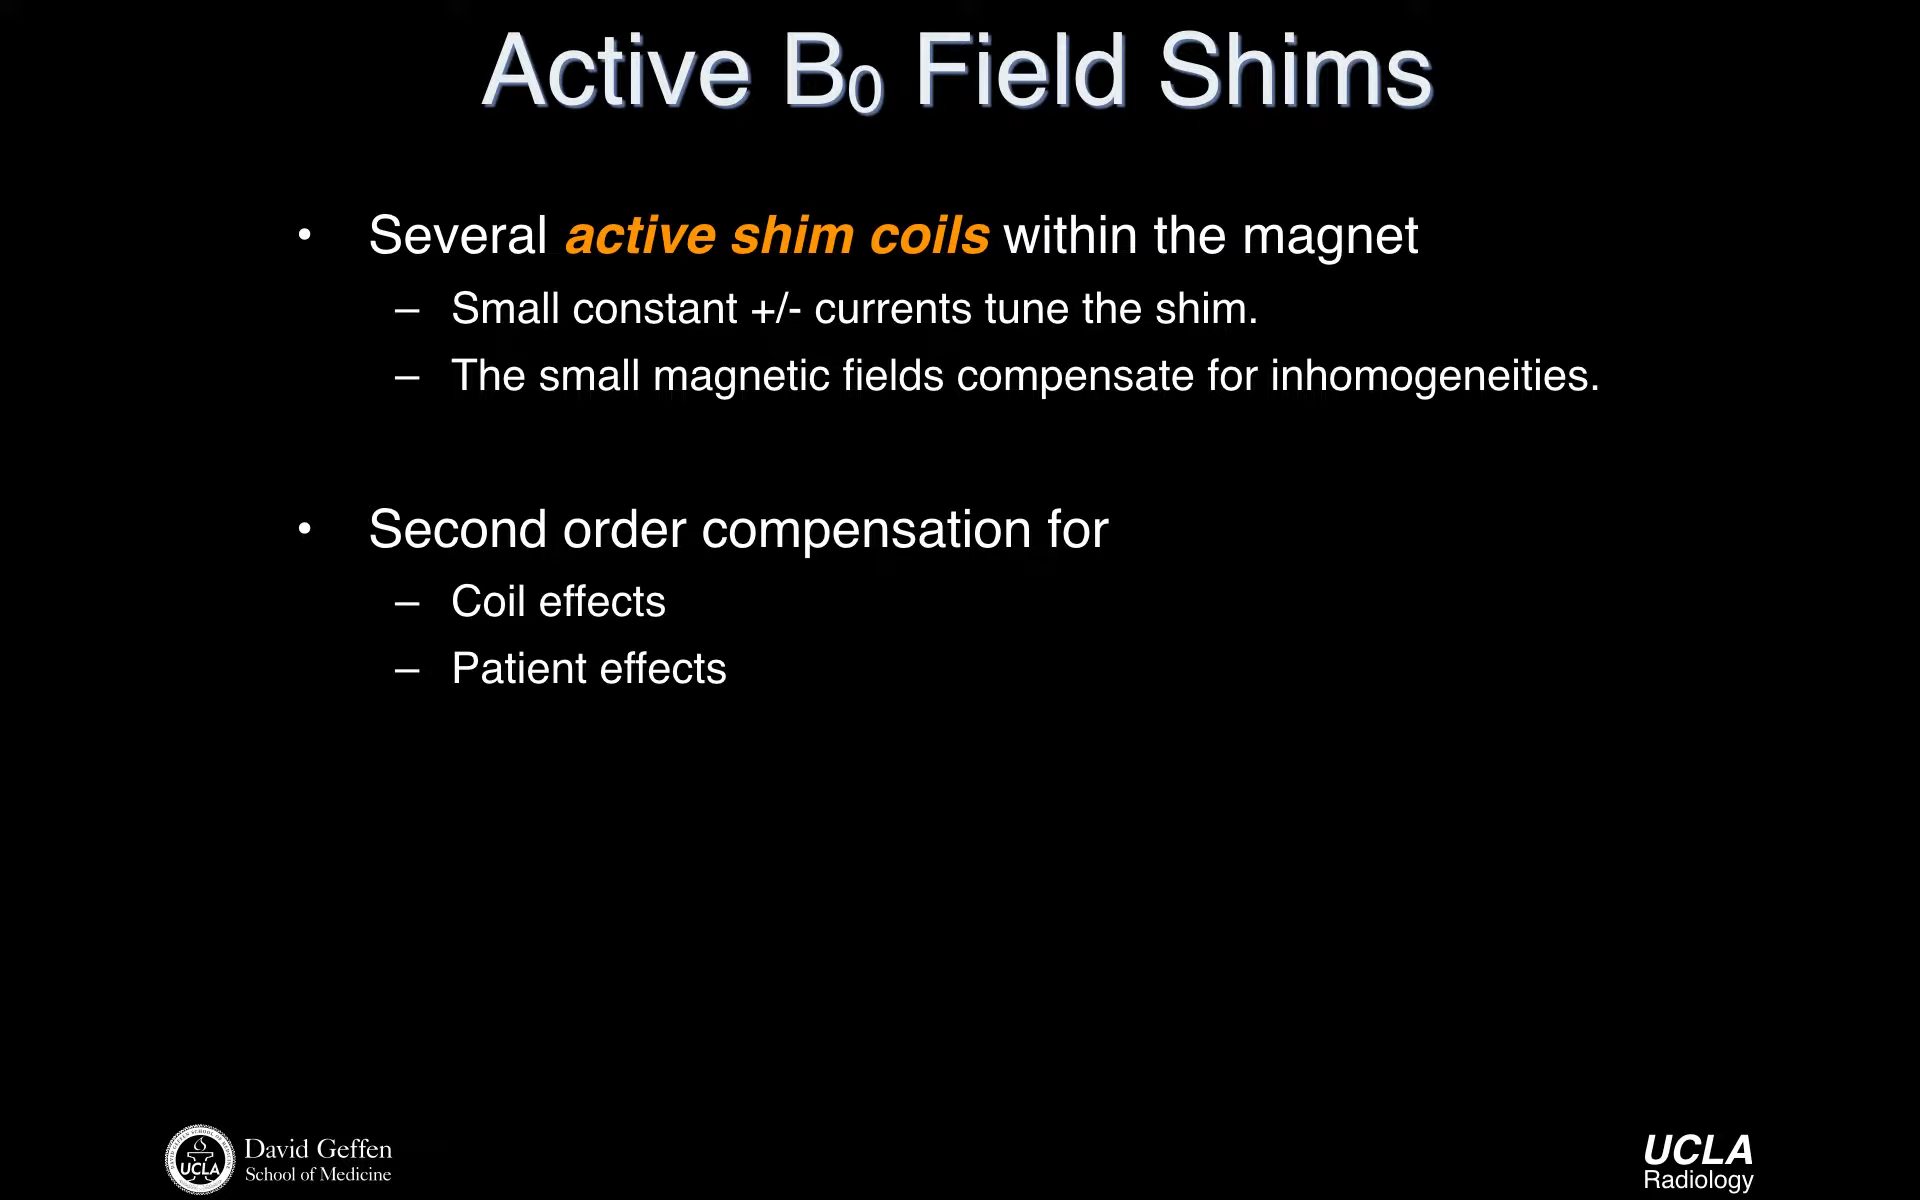 Active B₀ Field Shims
• Several active shim coils within the magnet
– Small constant +/- currents tune the shim.
– The small magnetic fields compensate for inhomogeneities.
• Second order compensation for
– Coil effects
– Patient effects
UCLA
David Geffen
School of Medicine
UCLA
Radiology